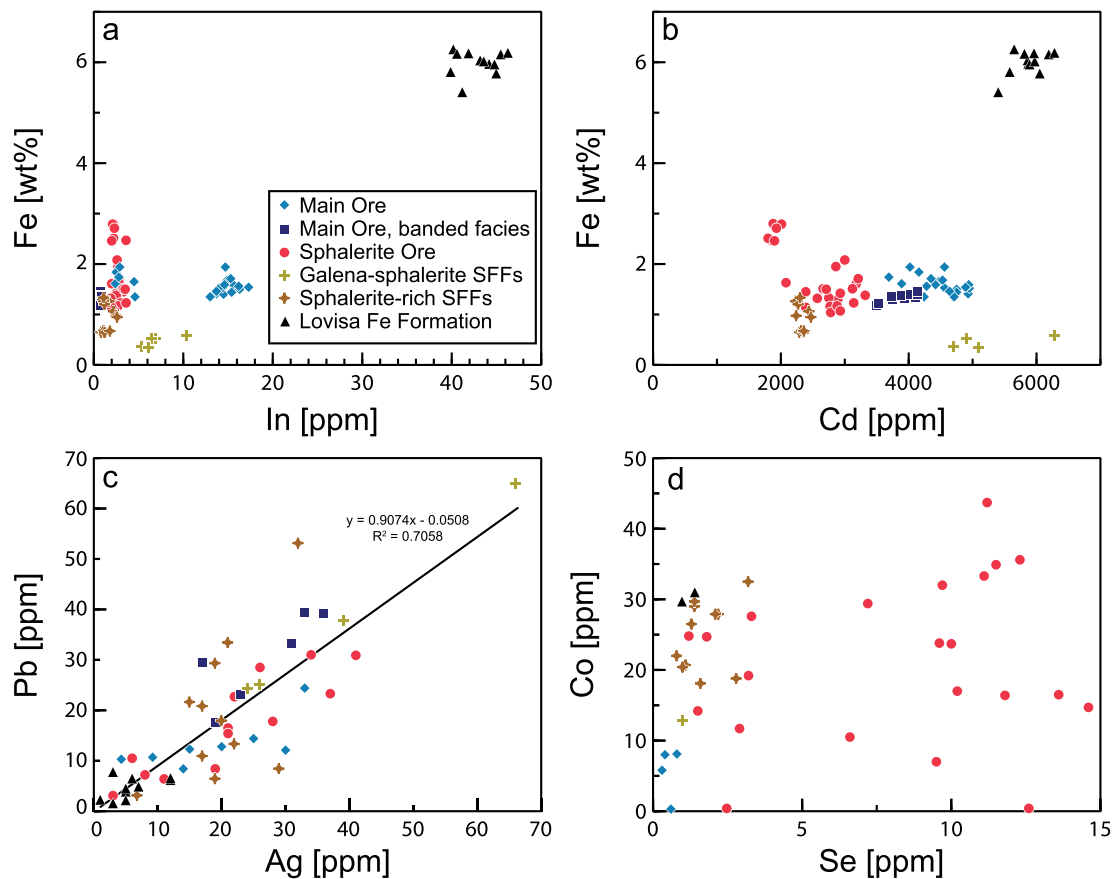 a
Fe [wt%]
6
4
2
0
0
10
20
30
40
50
In [ppm]
Main Ore
Main Ore, banded facies
Sphalerite Ore
Galena-sphalerite SFFs
Sphalerite-rich SFFs
Lovisa Fe Formation
b
Fe [wt%]
6
4
2
0
0
2000
4000
6000
Cd [ppm]
c
Pb [ppm]
70
60
50
40
30
20
10
0
0
10
20
30
40
50
60
70
Ag [ppm]
y = 0.9074x - 0.0508
R² = 0.7058
d
Co [ppm]
50
40
30
20
10
0
0
5
10
15
Se [ppm]